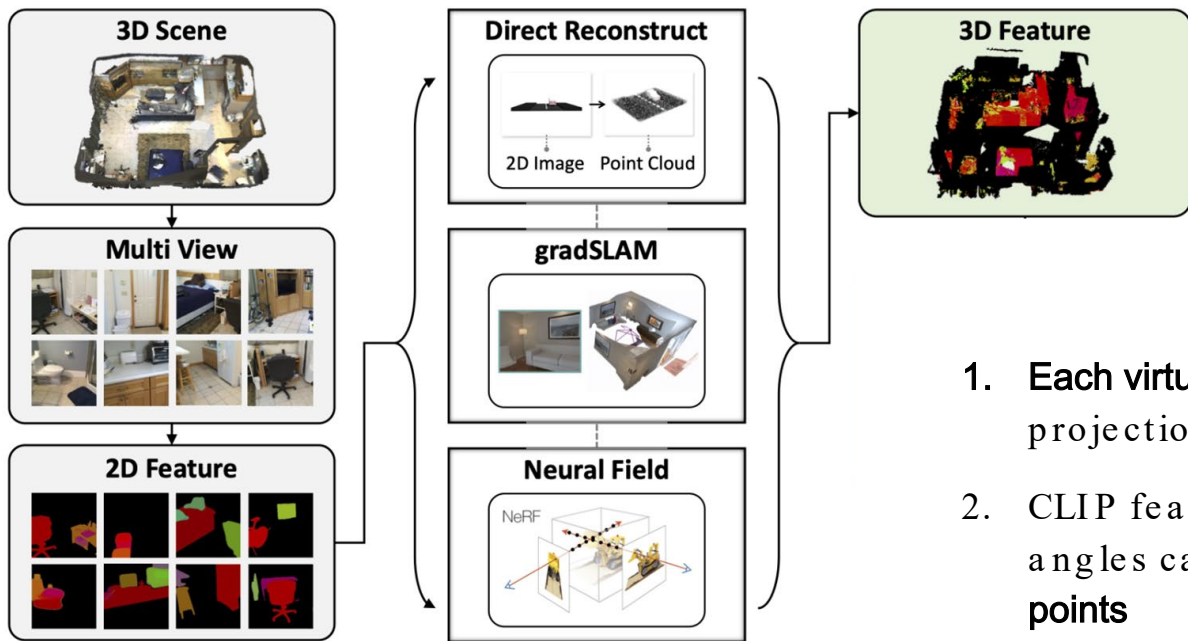 3D Scene
Multi View
2D Feature
Direct Reconstruct
2D Image Point Cloud
gradSLAM
Neural Field
NeRF
3D Feature
1. Each virtu
projectio
2. CLIP fea
angles ca
points